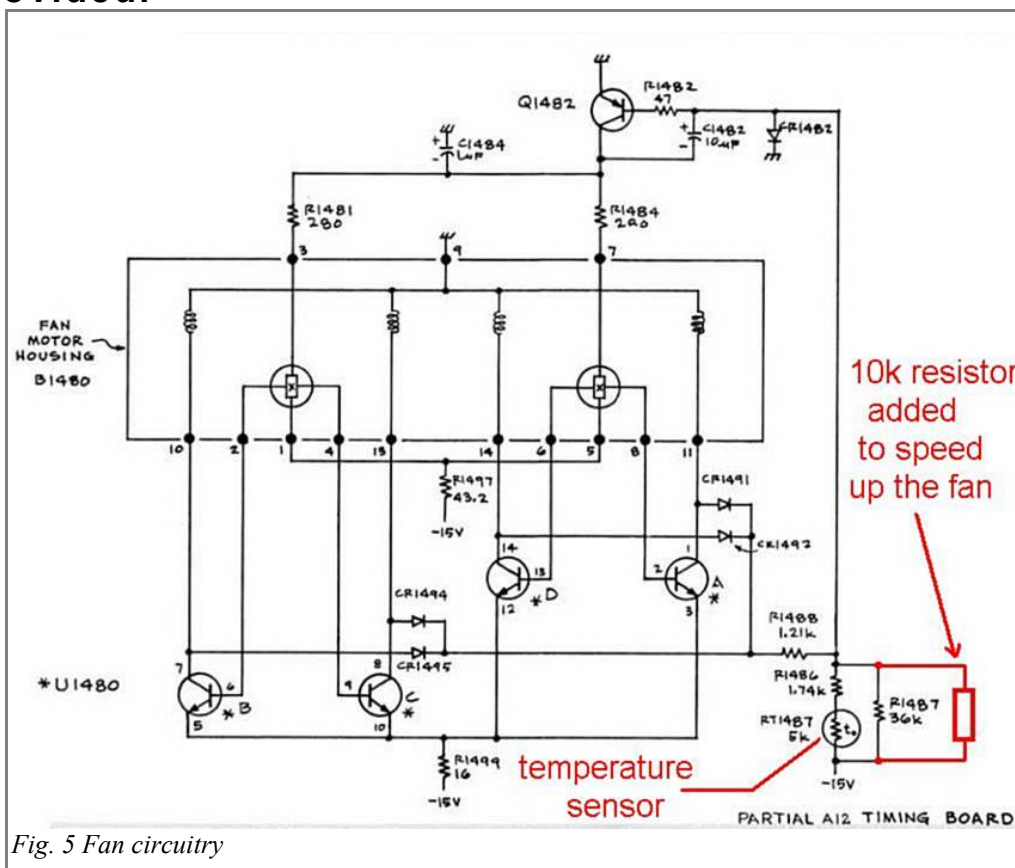 R1482
47
Q1482
C1482
10uF
CR1482
+
-
+
-
C1484
1uF
R1481
280
R1484
280
3
9
7
FAN
MOTOR
HOUSING
B1480
10k resistor
added
to speed
up the fan
10
2
1
4
13
14
6
5
8
11
R1497
43.2
-15V
CR1491
CR1492
14
13
12
*D
1
2
3
A
*
CR1494
CR1495
R1488
1.21k
R1486
1.74k
R1487
36k
RT1487
5k
t°
-15V
*U1480
7
6
5
*B
8
9
10
C
*
R1499
16
-15V
temperature
sensor
PARTIAL A12 TIMING BOARD
Fig. 5 Fan circuitry